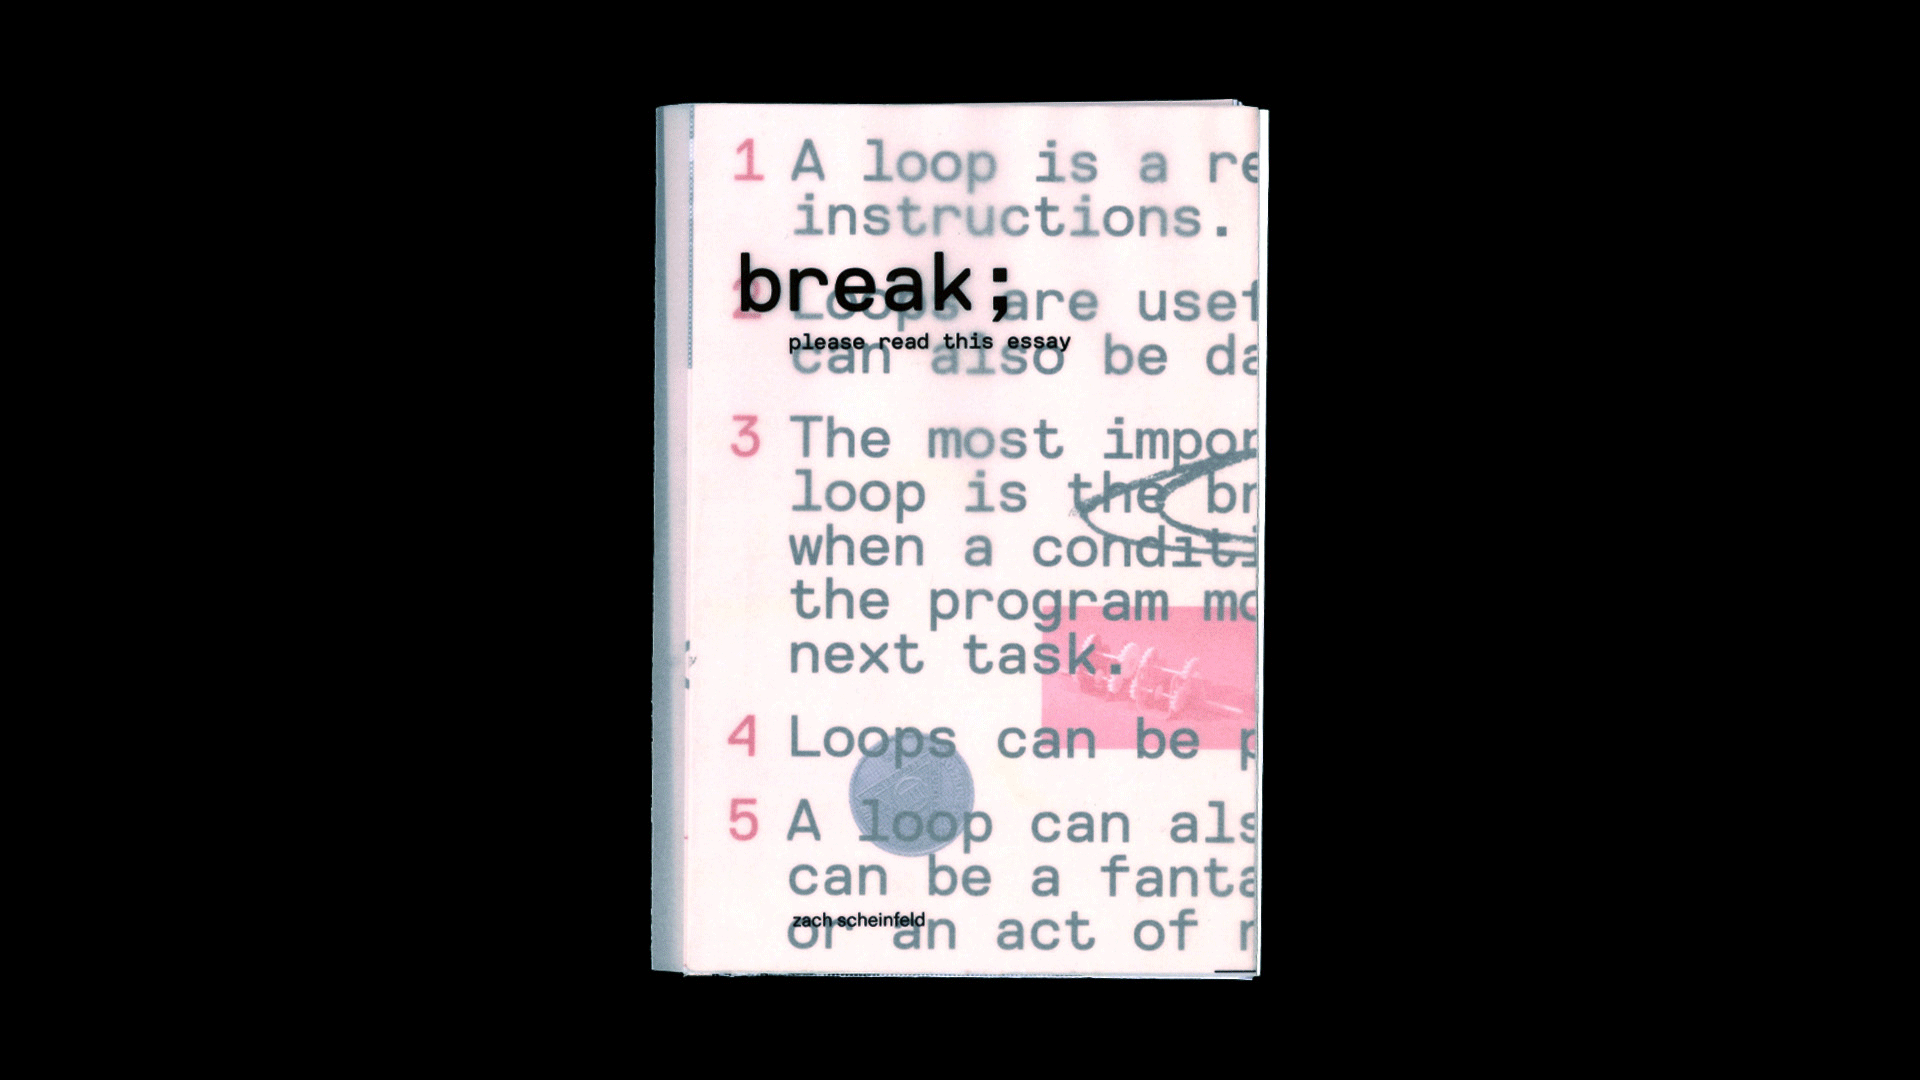 1 A loop is a re
instructions.
break;
2 Loops are usef
please read this essay
can also be da
3 The most impor
loop is the br
when a conditi
the program mo
next task.
4 Loops can be p
5 A loop can als
can be a fanta
zach scheinfeld
or an act of r